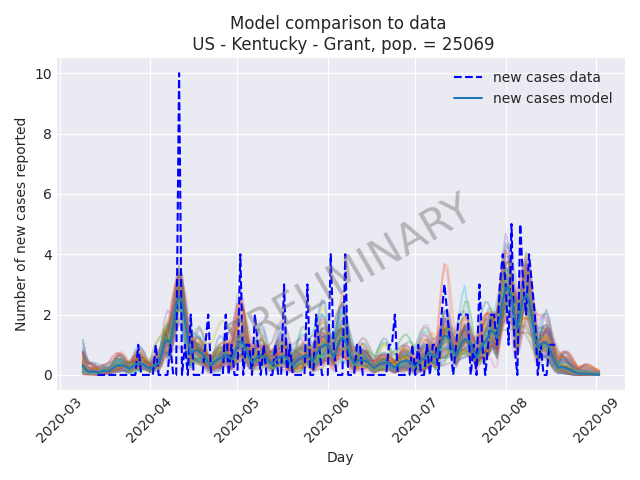 Model comparison to data
US - Kentucky - Grant, pop. = 25069
new cases data
new cases model
Number of new cases reported
10
8
6
4
2
0
PRELIMINARY
2020-03
2020-04
2020-05
2020-06
2020-07
2020-08
2020-09
Day